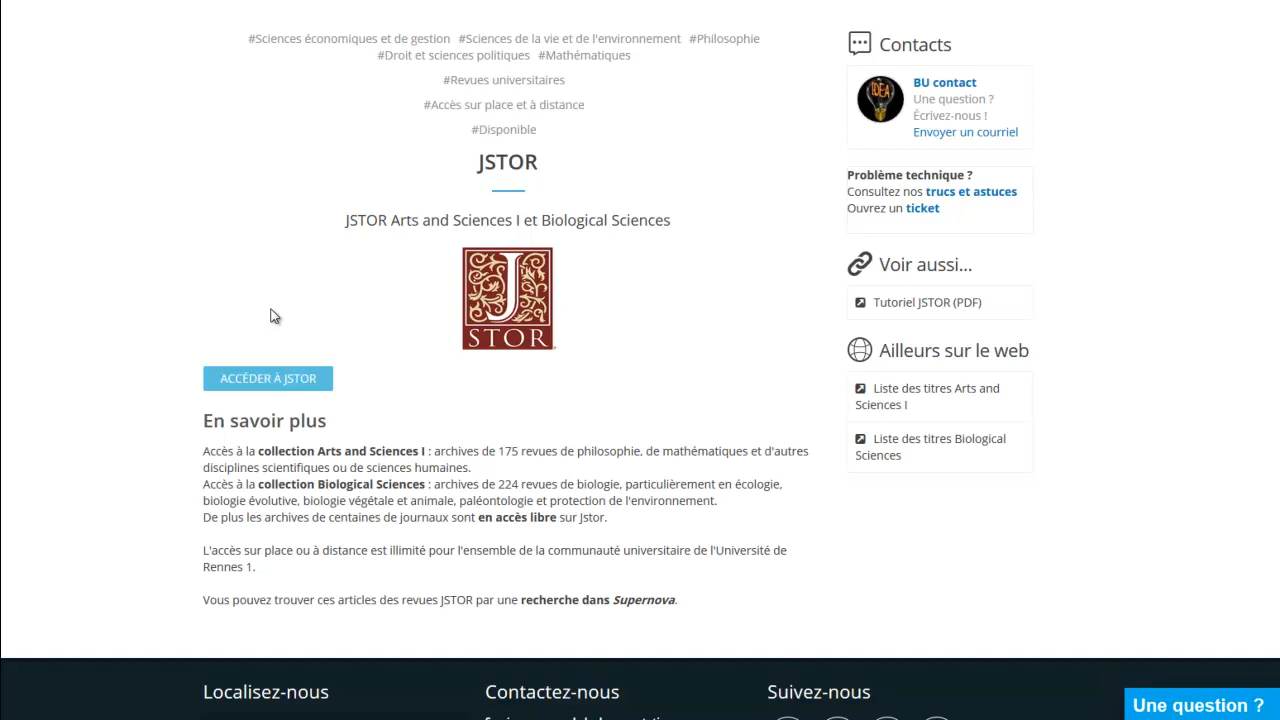 #Sciences économiques et de gestion #Sciences de la vie et de l'environnement #Philosophie
#Droit et sciences politiques #Mathématiques
#Revues universitaires
#Accès sur place et à distance
#Disponible
JSTOR
JSTOR Arts and Sciences I et Biological Sciences
J
STOR
ACCÉDER À JSTOR
En savoir plus
Accès à la collection Arts and Sciences I : archives de 175 revues de philosophie, de mathématiques et d'autres
disciplines scientifiques ou de sciences humaines.
Accès à la collection Biological Sciences : archives de 224 revues de biologie, particulièrement en écologie,
biologie évolutive, biologie végétale et animale, paléontologie et protection de l'environnement.
De plus les archives de centaines de journaux sont en accès libre sur Jstor.
L'accès sur place ou à distance est illimité pour l'ensemble de la communauté universitaire de l'Université de
Rennes 1.
Vous pouvez trouver ces articles des revues JSTOR par une recherche dans Supernova.
Contacts
IDEA
BU contact
Une question ?
Écrivez-nous !
Envoyer un courriel
Problème technique ?
Consultez nos trucs et astuces
Ouvrez un ticket
Voir aussi...
Tutoriel JSTOR (PDF)
Ailleurs sur le web
Liste des titres Arts and
Sciences I
Liste des titres Biological
Sciences
Localisez-nous
Contactez-nous
Suivez-nous
Une question ?